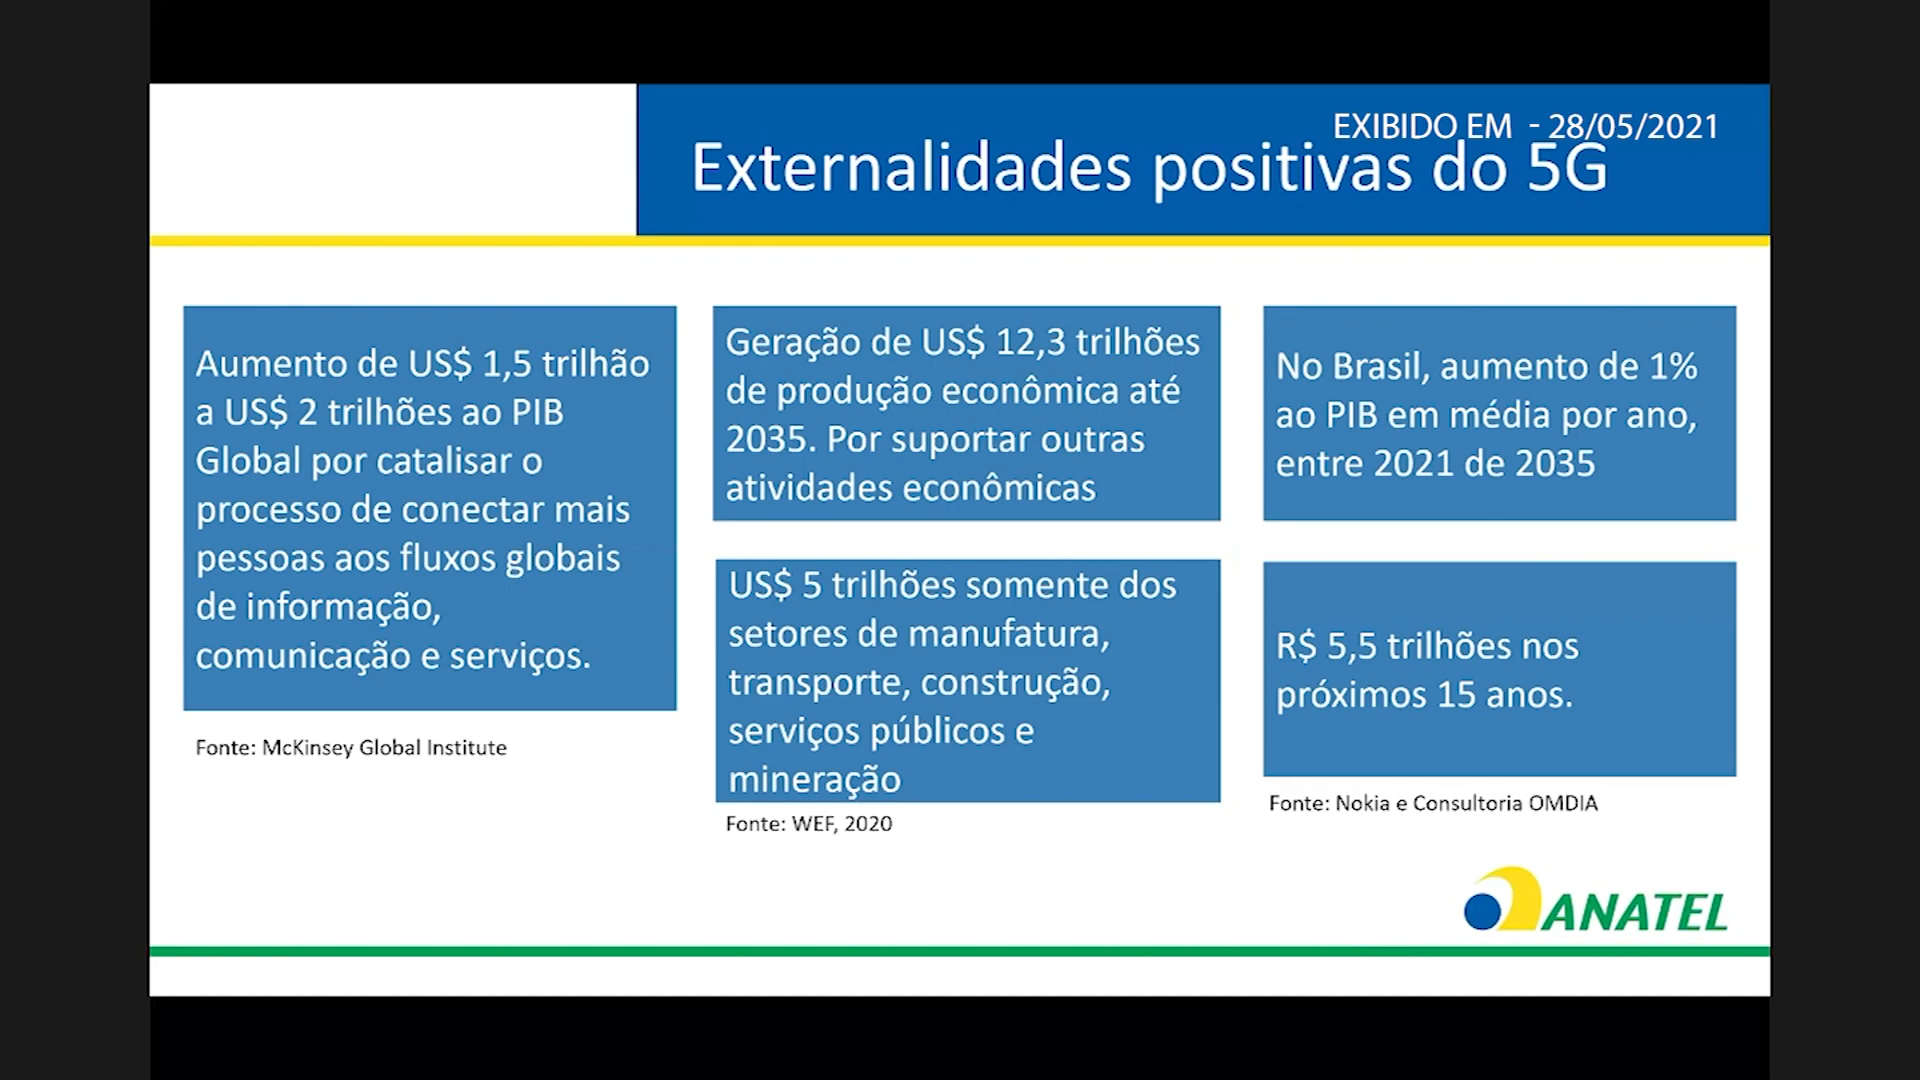 EXIBIDO EM - 28/05/2021
Externalidades positivas do 5G
Aumento de US$ 1,5 trilhão
a US$ 2 trilhões ao PIB
Global por catalisar o
processo de conectar mais
pessoas aos fluxos globais
de informação,
comunicação e serviços.
Fonte: McKinsey Global Institute
Geração de US$ 12,3 trilhões
de produção econômica até
2035. Por suportar outras
atividades econômicas
US$ 5 trilhões somente dos
setores de manufatura,
transporte, construção,
serviços públicos e
mineração
Fonte: WEF, 2020
No Brasil, aumento de 1%
ao PIB em média por ano,
entre 2021 de 2035
R$ 5,5 trilhões nos
próximos 15 anos.
Fonte: Nokia e Consultoria OMDIA
ANATEL